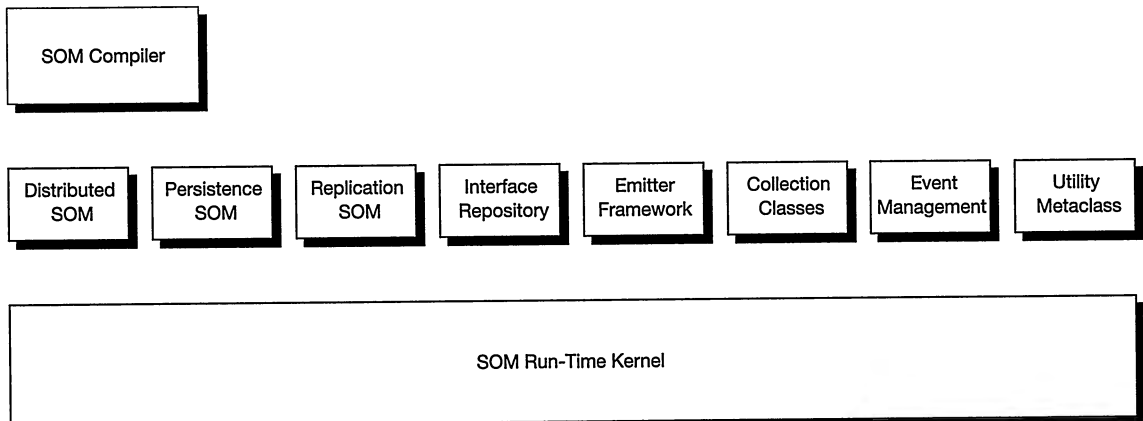 SOM Compiler
Distributed
SOM
Persistence
SOM
Replication
SOM
Interface
Repository
Emitter
Framework
Collection
Classes
Event
Management
Utility
Metaclass
SOM Run-Time Kernel